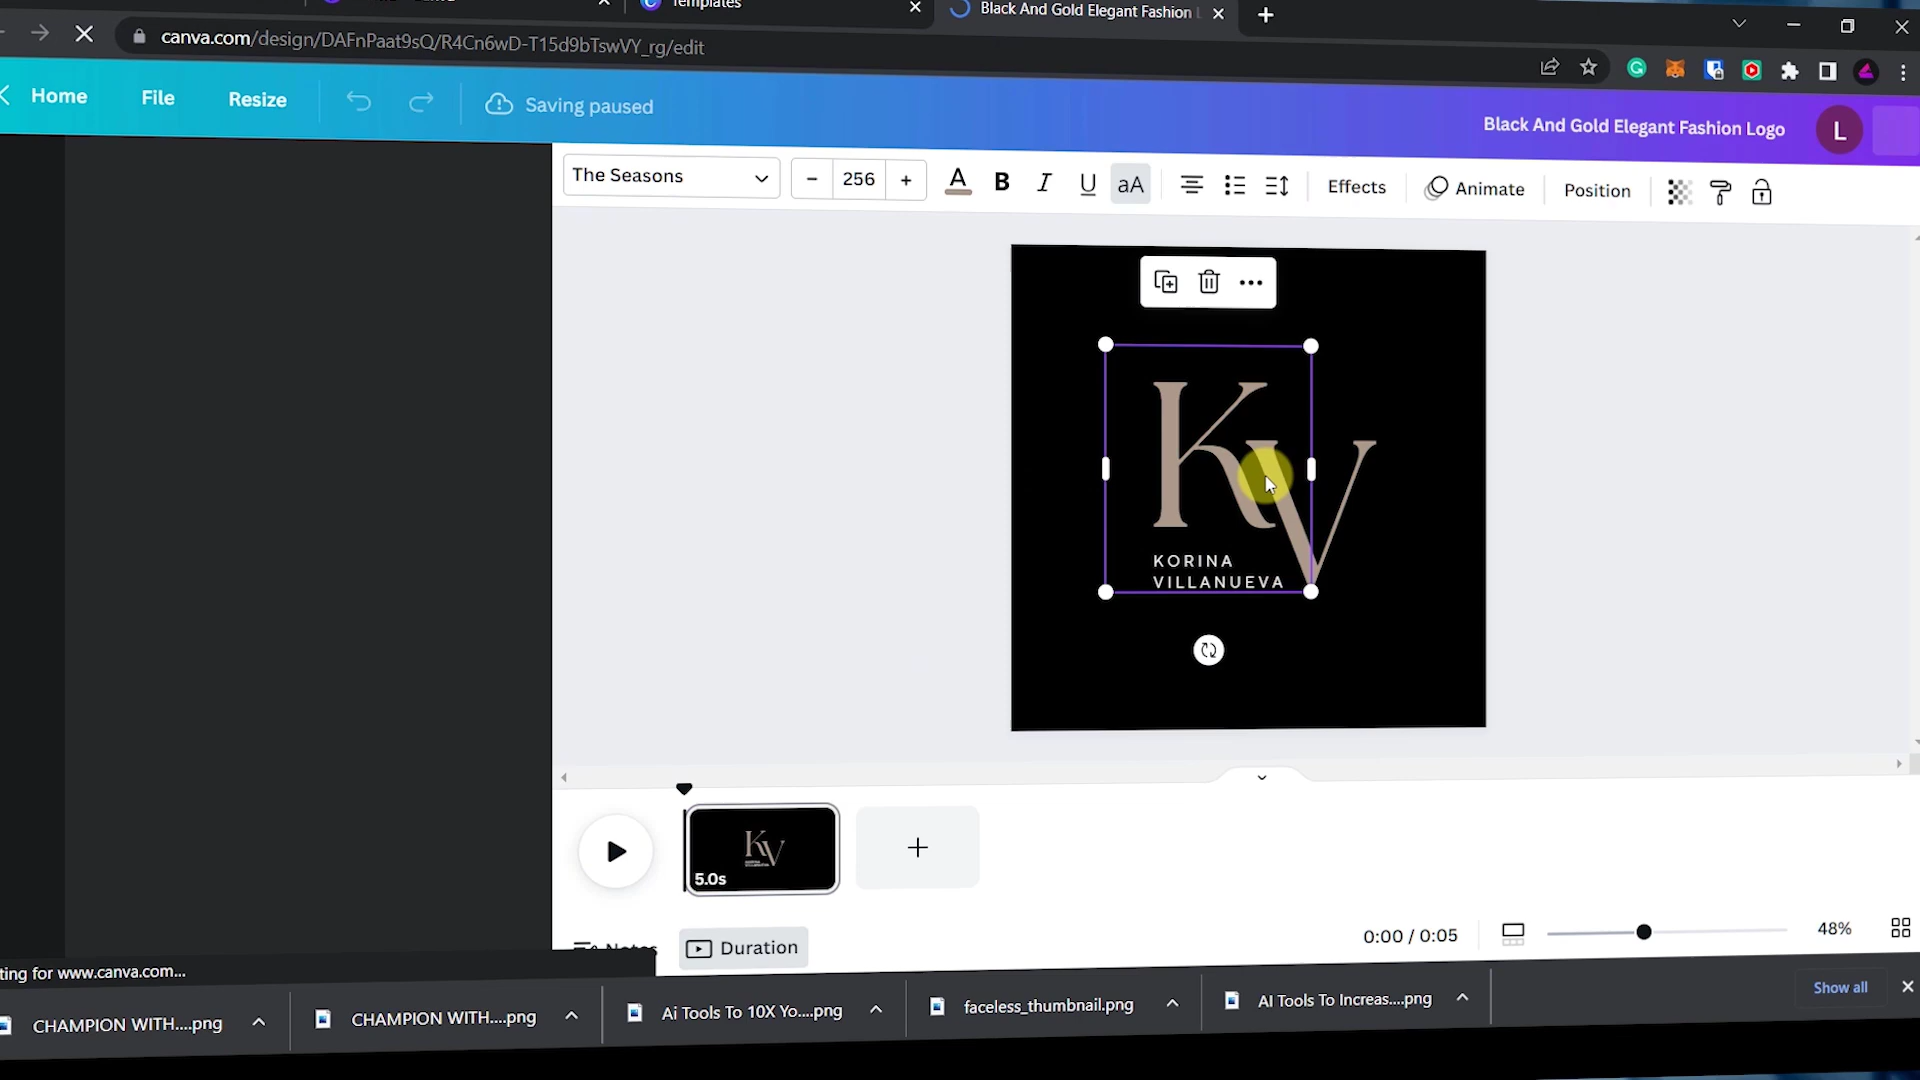 Templates
Black And Gold Elegant Fashion L
canva.com/design/DAFnPaat9sQ/R4Cn6wD-T15d9bTswVY_rg/edit
Home
File
Resize
Saving paused
Black And Gold Elegant Fashion Logo
L
The Seasons
256
A
B
I
U
aA
Effects
Animate
Position
KV
KORINA
VILLANUEVA
KV
5.0s
Notes
Duration
0:00 / 0:05
48%
ting for www.canva.com...
CHAMPION WITH....png
CHAMPION WITH....png
Ai Tools To 10X Yo....png
faceless_thumbnail.png
AI Tools To Increas....png
Show all